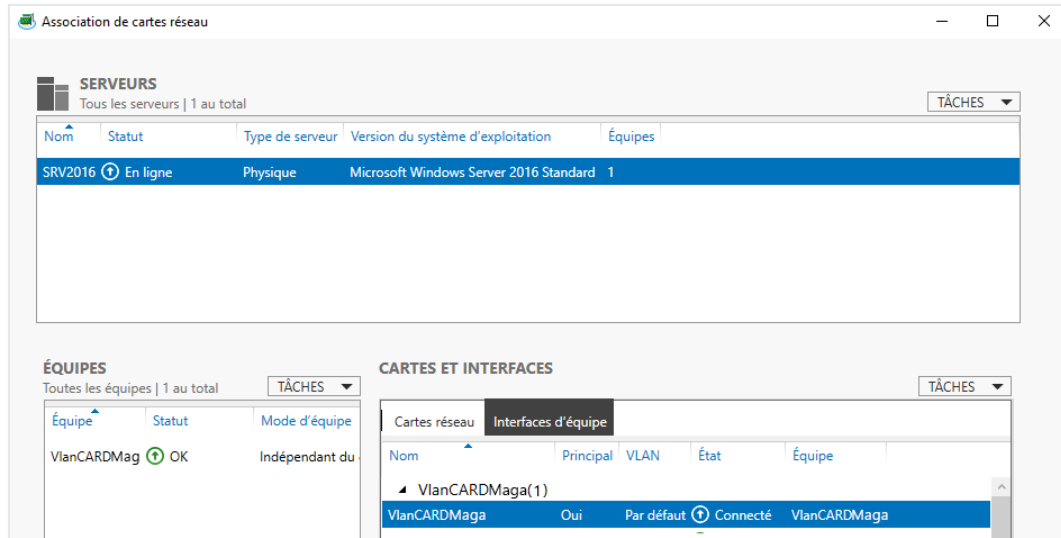 Association de cartes réseau
SERVEURS
Tous les serveurs | 1 au total
TÂCHES
Nom Statut Type de serveur Version du système d'exploitation Équipes
SRV2016 En ligne Physique Microsoft Windows Server 2016 Standard 1
ÉQUIPES
Toutes les équipes | 1 au total
TÂCHES
Équipe Statut Mode d'équipe
VlanCARDMag OK Indépendant du
CARTES ET INTERFACES
TÂCHES
Cartes réseau Interfaces d'équipe
Nom Principal VLAN État Équipe
VlanCARDMaga(1)
VlanCARDMaga Oui Par défaut Connecté VlanCARDMaga